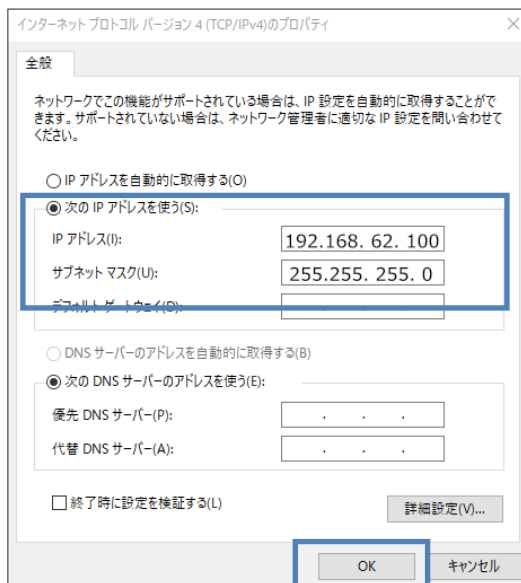 インターネット プロトコル バージョン 4 (TCP/IPv4)のプロパティ
全般
ネットワークでこの機能がサポートされている場合は、IP 設定を自動的に取得することがで
きます。サポートされていない場合は、ネットワーク管理者に適切な IP 設定を問い合わせて
ください。
IP アドレスを自動的に取得する(O)
次の IP アドレスを使う(S):
IP アドレス(I): 192.168. 62. 100
サブネット マスク(U): 255.255. 255. 0
デフォルト ゲートウェイ(D): . . .
DNS サーバーのアドレスを自動的に取得する(B)
次の DNS サーバーのアドレスを使う(E):
優先 DNS サーバー(P): . . .
代替 DNS サーバー(A): . . .
終了時に設定を検証する(L)
詳細設定(V)...
OK キャンセル